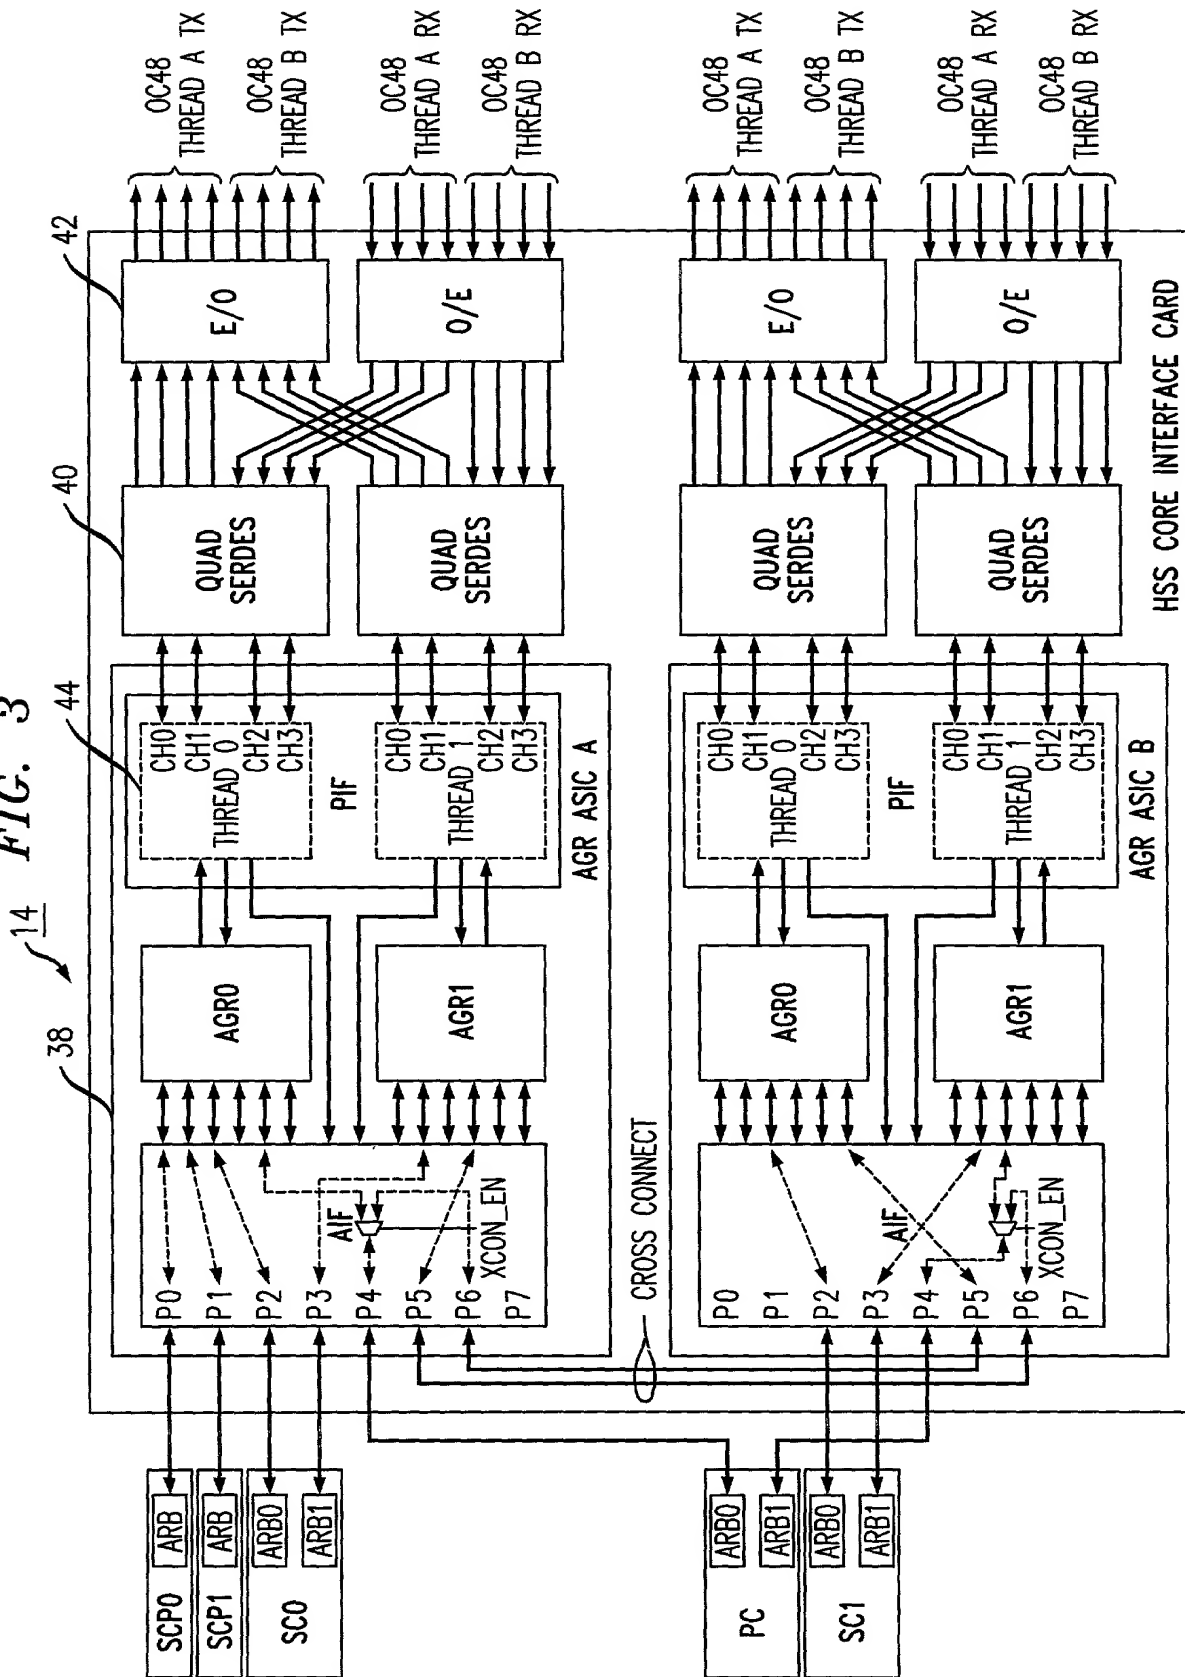 FIG. 3
14
38
44
40
42
SCP0
ARB
SCP1
ARB
SC0
ARB0
ARB1
P0
P1
P2
P3
P4
P5
P6
P7
AIF
XCON_EN
AGR0
AGR1
THREAD 0
CH0
CH1
CH2
CH3
PIF
THREAD 1
CH0
CH1
CH2
CH3
AGR ASIC A
QUAD
SERDES
QUAD
SERDES
E/O
O/E
OC48
THREAD A TX
OC48
THREAD B TX
OC48
THREAD A RX
OC48
THREAD B RX
CROSS CONNECT
PC
ARB0
ARB1
SC1
ARB0
ARB1
P0
P1
P2
P3
P4
P5
P6
P7
AIF
XCON_EN
AGR0
AGR1
THREAD 0
CH0
CH1
CH2
CH3
PIF
THREAD 1
CH0
CH1
CH2
CH3
AGR ASIC B
QUAD
SERDES
QUAD
SERDES
E/O
O/E
OC48
THREAD A TX
OC48
THREAD B TX
OC48
THREAD A RX
OC48
THREAD B RX
HSS CORE INTERFACE CARD